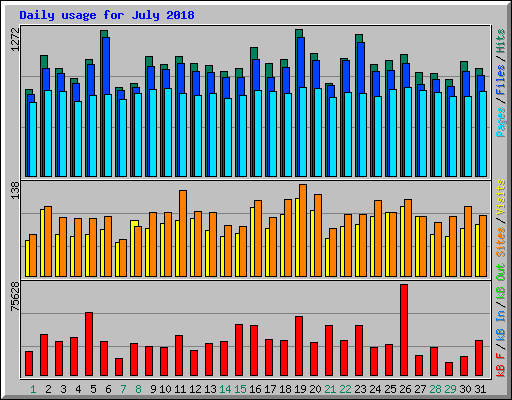 Daily usage for July 2018
1272
Pages / Files / Hits
138
Sites / Visits
75628
kB F / kB In / kB Out
1 2 3 4 5 6 7 8 9 10 11 12 13 14 15 16 17 18 19 20 21 22 23 24 25 26 27 28 29 30 31